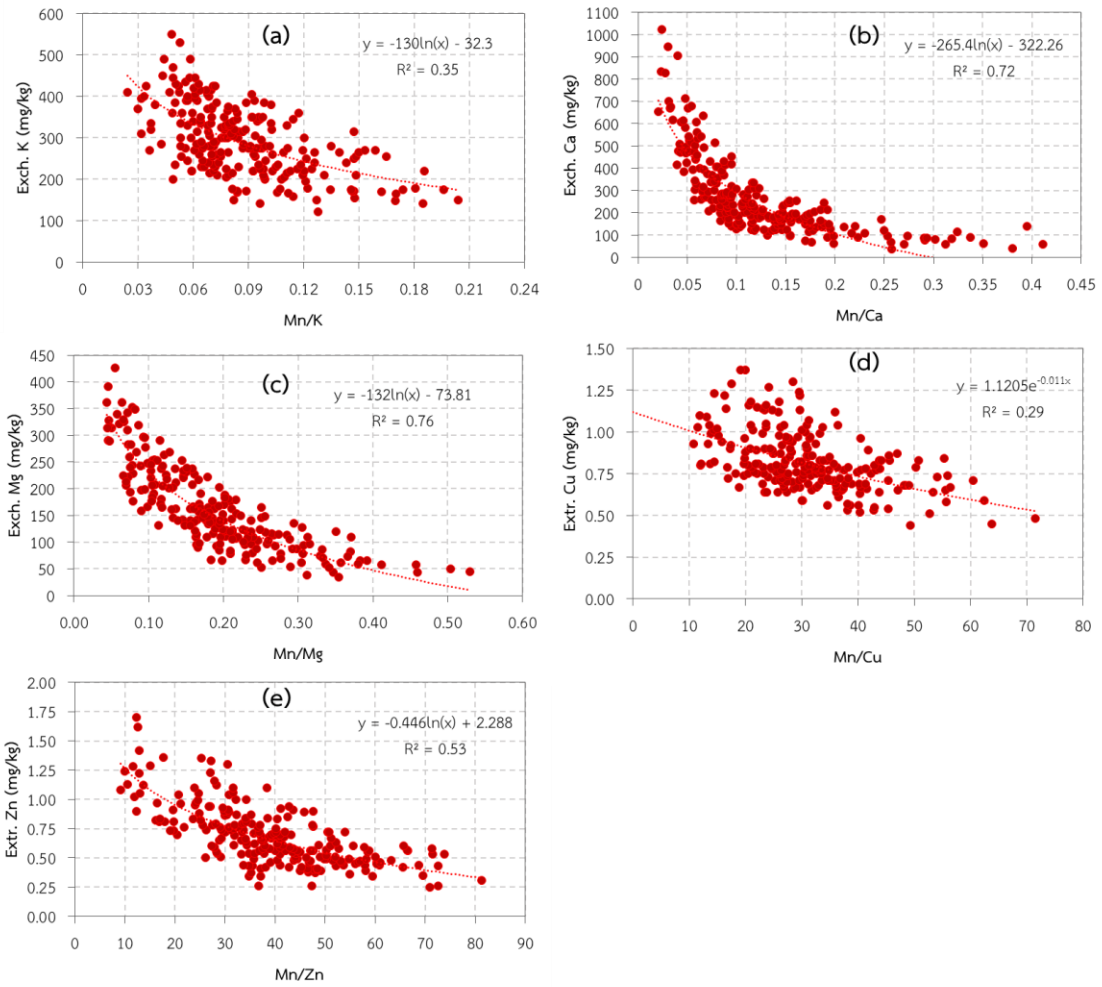 (a)
y = -130ln(x) - 32.3
R² = 0.35
Exch. K (mg/kg)
600
500
400
300
200
100
0
0 0.03 0.06 0.09 0.12 0.15 0.18 0.21 0.24
Mn/K
(b)
y = -265.4ln(x) - 322.26
R² = 0.72
Exch. Ca (mg/kg)
1100
1000
900
800
700
600
500
400
300
200
100
0
0 0.05 0.1 0.15 0.2 0.25 0.3 0.35 0.4 0.45
Mn/Ca
(c)
y = -132ln(x) - 73.81
R² = 0.76
Exch. Mg (mg/kg)
450
400
350
300
250
200
150
100
50
0
0.00 0.10 0.20 0.30 0.40 0.50 0.60
Mn/Mg
(d)
y = 1.1205e-0.011x
R² = 0.29
Extr. Cu (mg/kg)
1.50
1.25
1.00
0.75
0.50
0.25
0.00
0 10 20 30 40 50 60 70 80
Mn/Cu
(e)
y = -0.446ln(x) + 2.288
R² = 0.53
Extr. Zn (mg/kg)
2.00
1.75
1.50
1.25
1.00
0.75
0.50
0.25
0.00
0 10 20 30 40 50 60 70 80 90
Mn/Zn